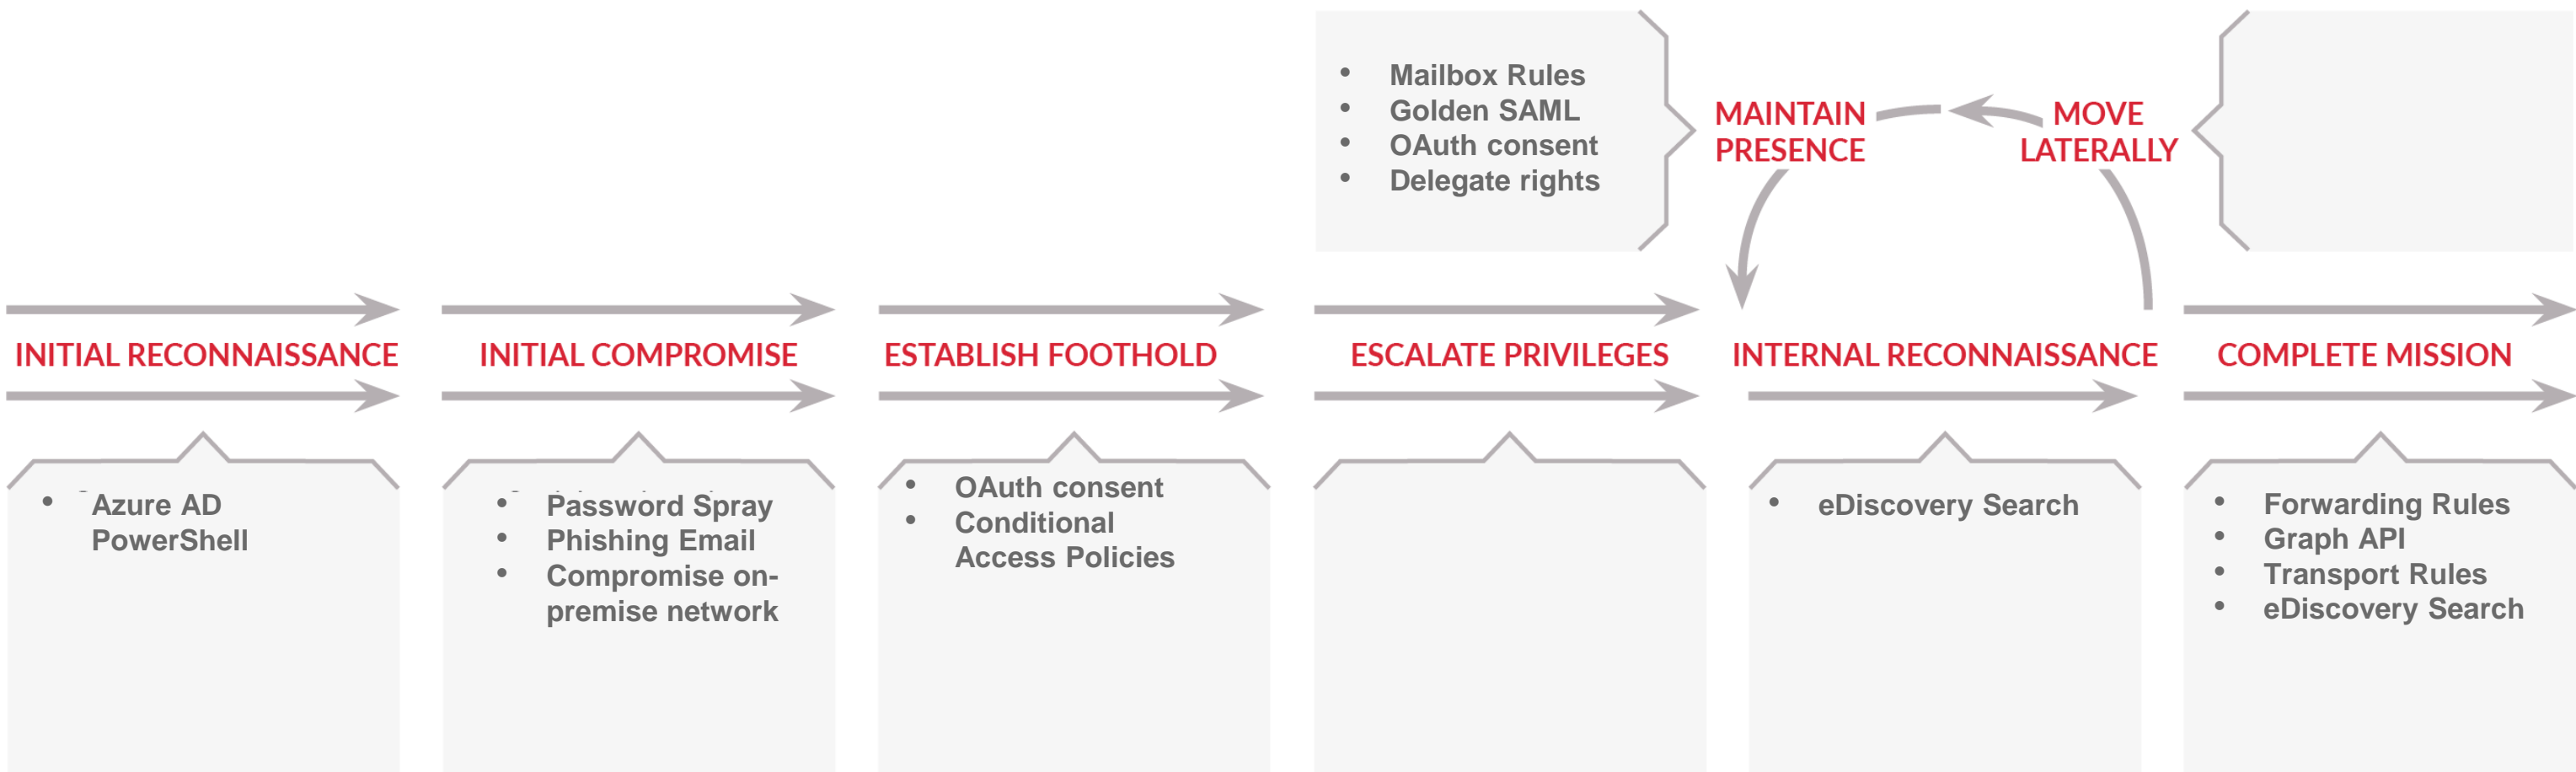 • Mailbox Rules
• Golden SAML
• OAuth consent
• Delegate rights
MAINTAIN
PRESENCE
MOVE
LATERALLY
INITIAL RECONNAISSANCE
INITIAL COMPROMISE
ESTABLISH FOOTHOLD
ESCALATE PRIVILEGES
INTERNAL RECONNAISSANCE
COMPLETE MISSION
• Azure AD
PowerShell
• Password Spray
• Phishing Email
• Compromise on-
premise network
• OAuth consent
• Conditional
Access Policies
• eDiscovery Search
• Forwarding Rules
• Graph API
• Transport Rules
• eDiscovery Search